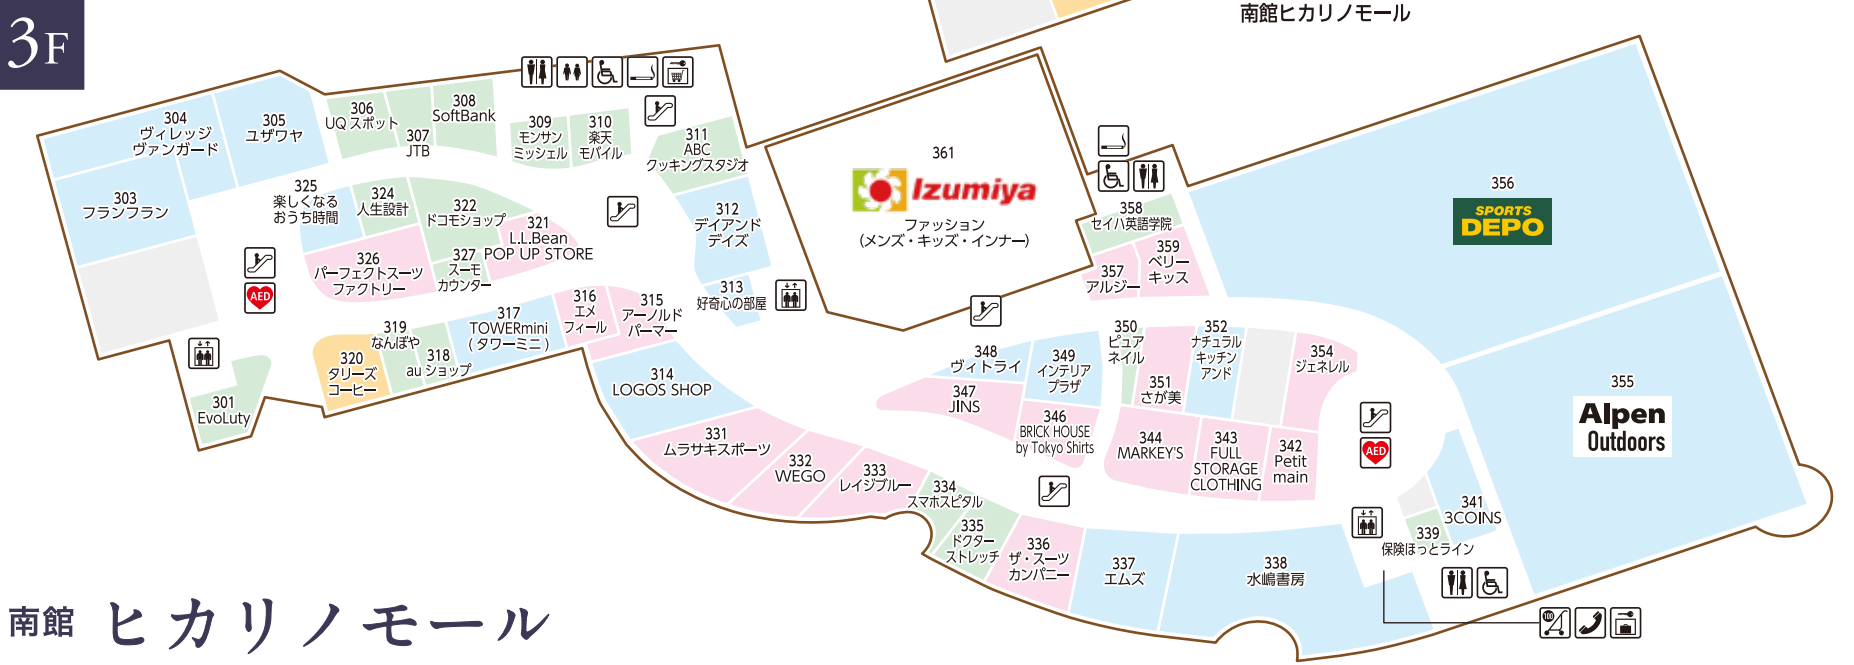 3F
南館ヒカリノモール
304
ヴィレッジ
ヴァンガード
305
ユザワヤ
306
UQ スポット
307
JTB
308
SoftBank
309
モンサン
ミッシェル
310
楽天
モバイル
311
ABC
クッキングスタジオ
303
フランフラン
325
楽しくなる
おうち時間
324
人生設計
322
ドコモショップ
321
L.L.Bean
POP UP STORE
312
デイアンド
デイズ
326
パーフェクトスーツ
ファクトリー
327
スーモ
カウンター
313
好奇心の部屋
AED
320
タリーズ
コーヒー
319
なんぼや
318
au ショップ
317
TOWERmini
(タワーミニ)
316
エメ
フィール
315
アーノルド
パーマー
314
LOGOS SHOP
301
EvoLuty
361
Izumiya
ファッション
(メンズ・キッズ・インナー)
358
セイハ英語学院
357
アルジー
359
ベリー
キッス
356
SPORTS
DEPO
355
Alpen
Outdoors
348
ヴィトライ
349
インテリア
プラザ
350
ピュア
ネイル
351
さが美
352
ナチュラル
キッチン
アンド
354
ジェネレル
347
JINS
346
BRICK HOUSE
by Tokyo Shirts
344
MARKEY'S
343
FULL
STORAGE
CLOTHING
342
Petit
main
AED
331
ムラサキスポーツ
332
WEGO
333
レイジブルー
334
スマホスピタル
335
ドクター
ストレッチ
336
ザ・スーツ
カンパニー
337
エムズ
338
水嶋書房
339
保険ほっとライン
341
3COINS
100
南館 ヒカリノモール